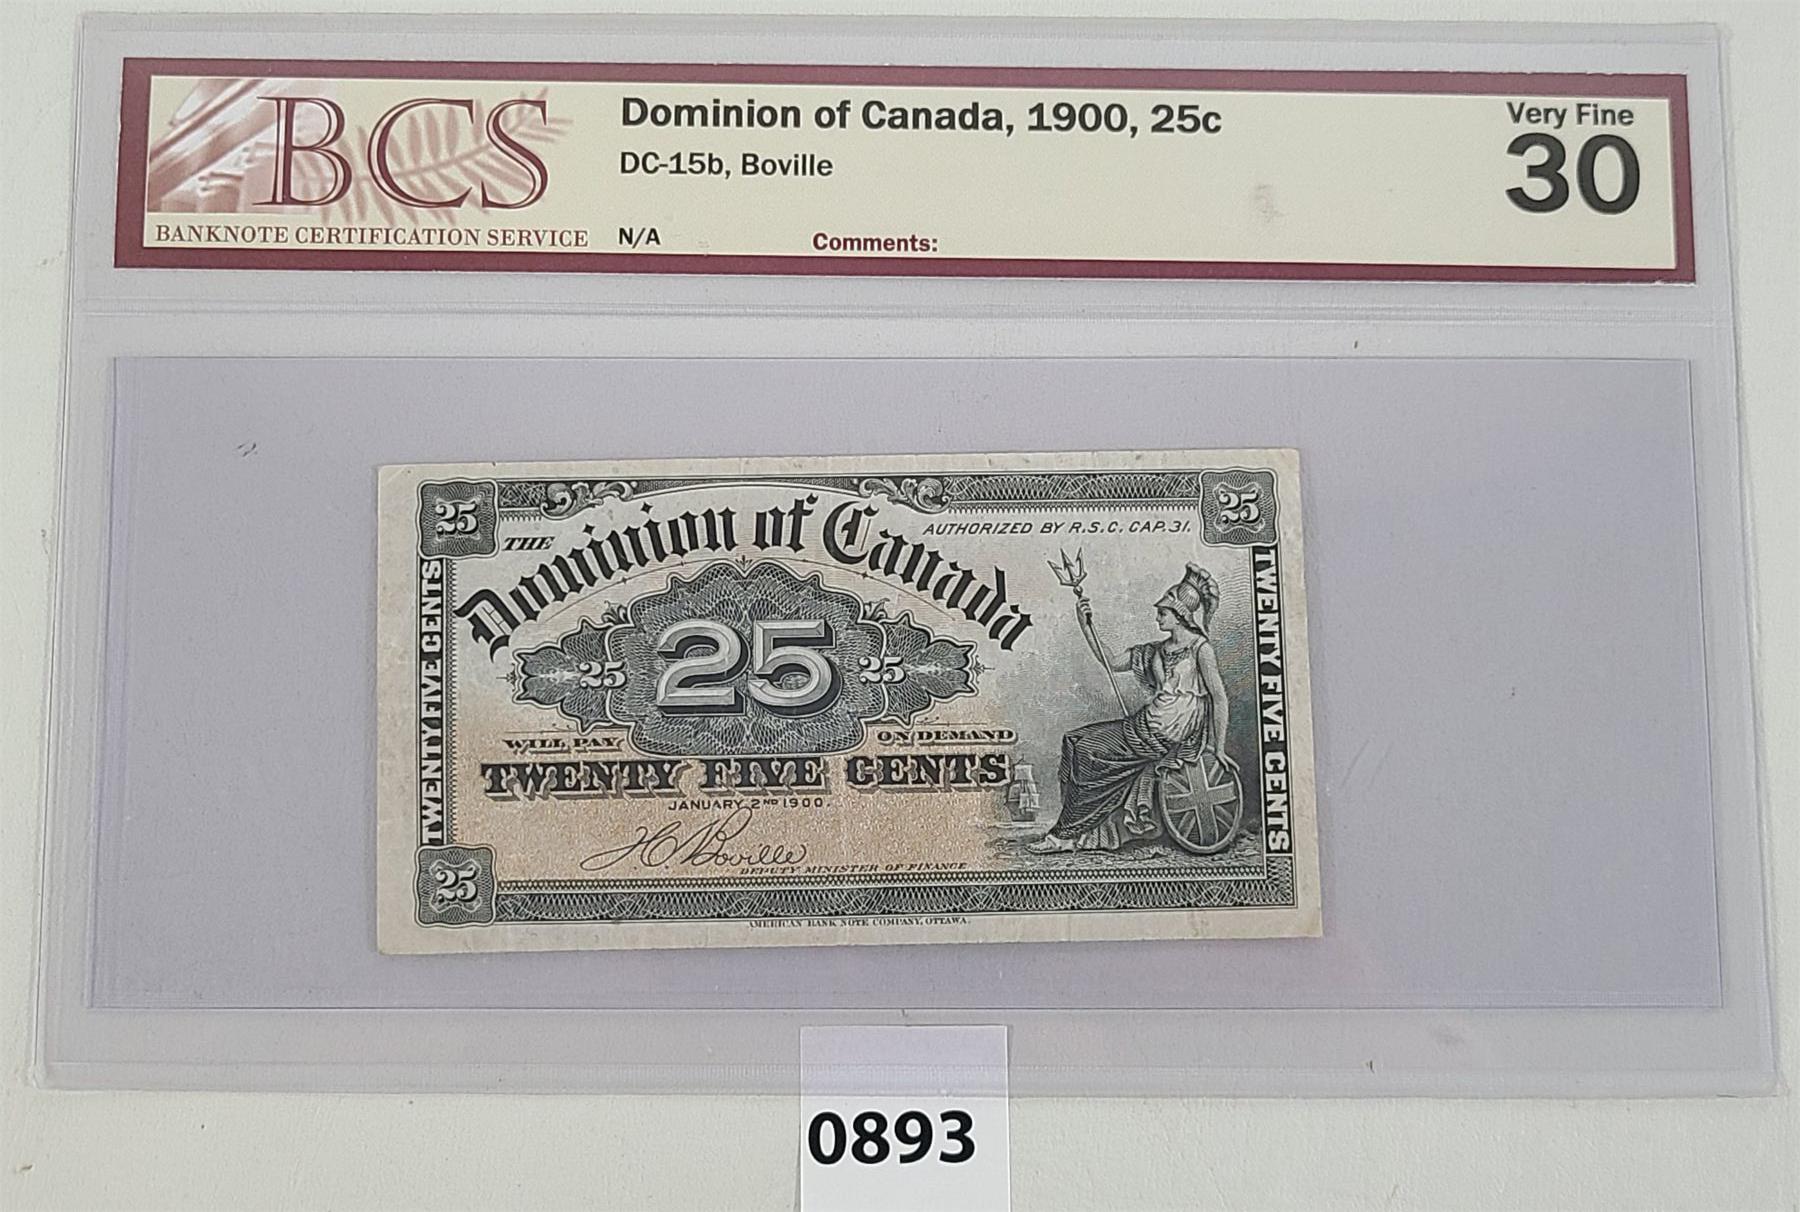 BCS
BANKNOTE CERTIFICATION SERVICE
Dominion of Canada, 1900, 25c
DC-15b, Boville
N/A
Comments:
Very Fine
30
25
25
THE
Dominion of Canada
AUTHORIZED BY R.S.C. CAP. 31.
TWENTY FIVE CENTS
TWENTY FIVE CENTS
25
25
25
WILL PAY
ON DEMAND
TWENTY FIVE CENTS
JANUARY 2ND 1900.
H C Boville
DEPUTY MINISTER OF FINANCE
25
AMERICAN BANK NOTE COMPANY, OTTAWA.
0893